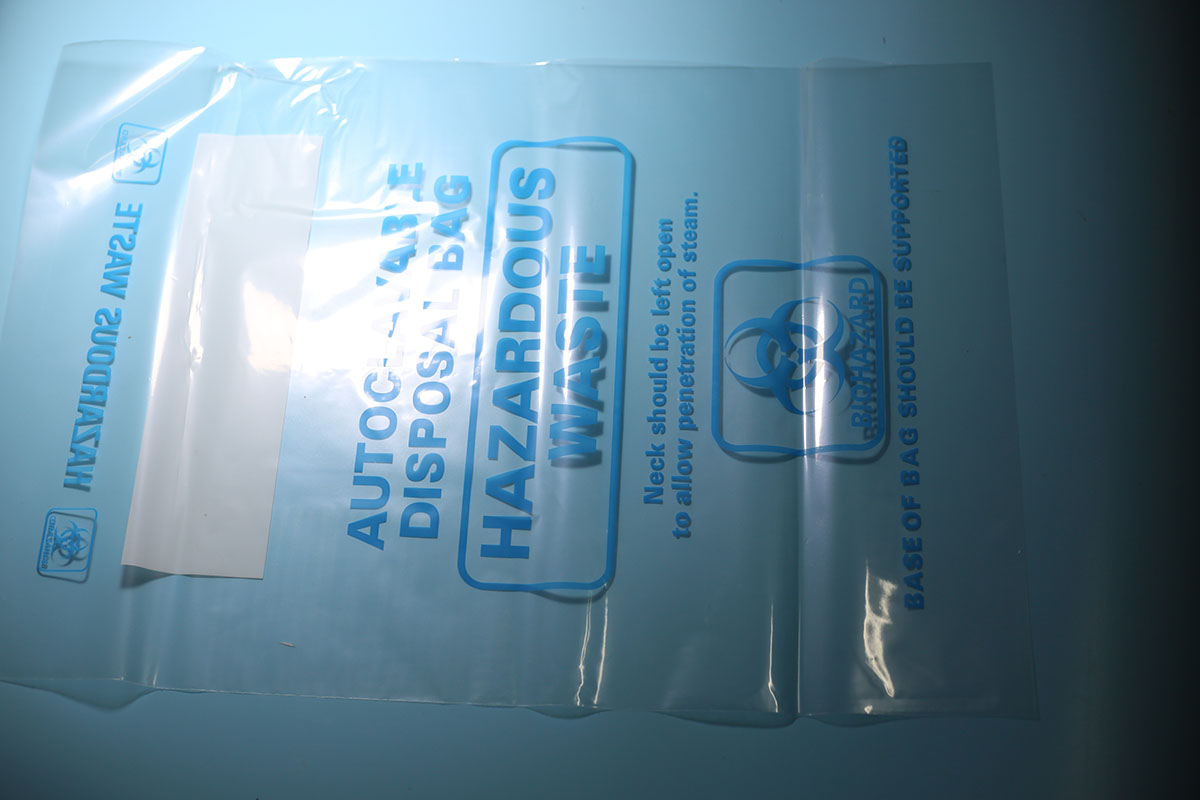 HAZARDOUS WASTE
AUTOCLAVABLE
DISPOSAL BAG
HAZARDOUS
WASTE
Neck should be left open
to allow penetration of steam.
BIOHAZARD
BASE OF BAG SHOULD BE SUPPORTED